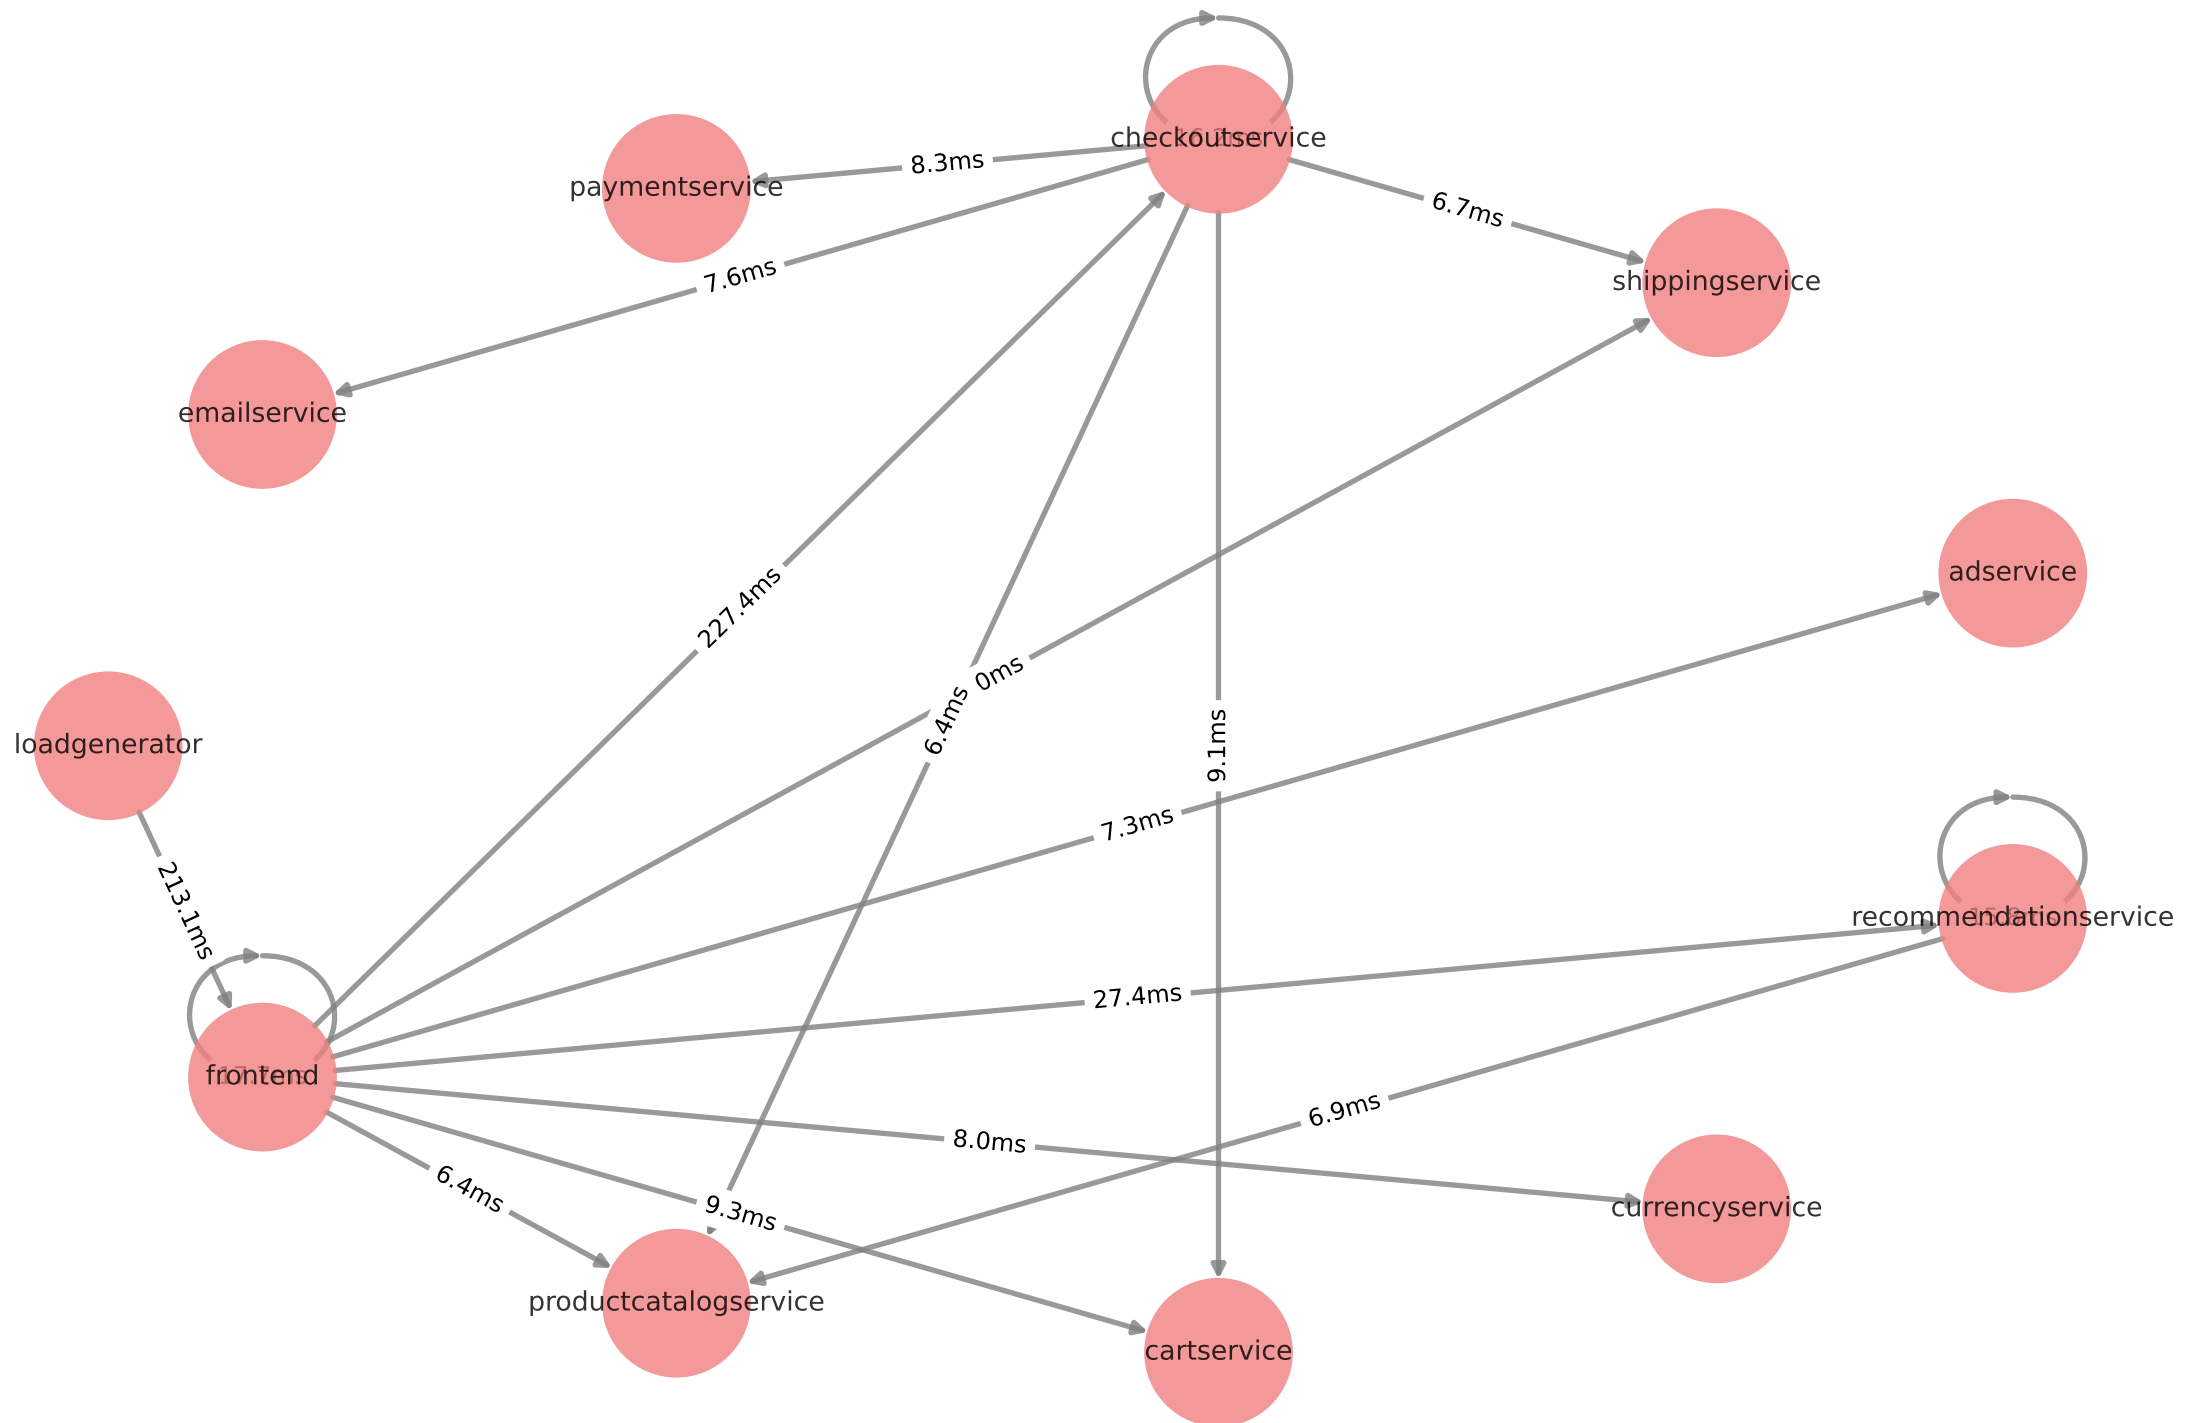 checkoutservice
8.3ms
paymentservice
6.7ms
7.6ms
shippingservice
emailservice
adservice
227.4ms
0ms
6.4ms
loadgenerator
9.1ms
7.3ms
213.1ms
recommendationservice
27.4ms
frontend
6.9ms
8.0ms
6.4ms
9.3ms
currencyservice
productcatalogservice
cartservice